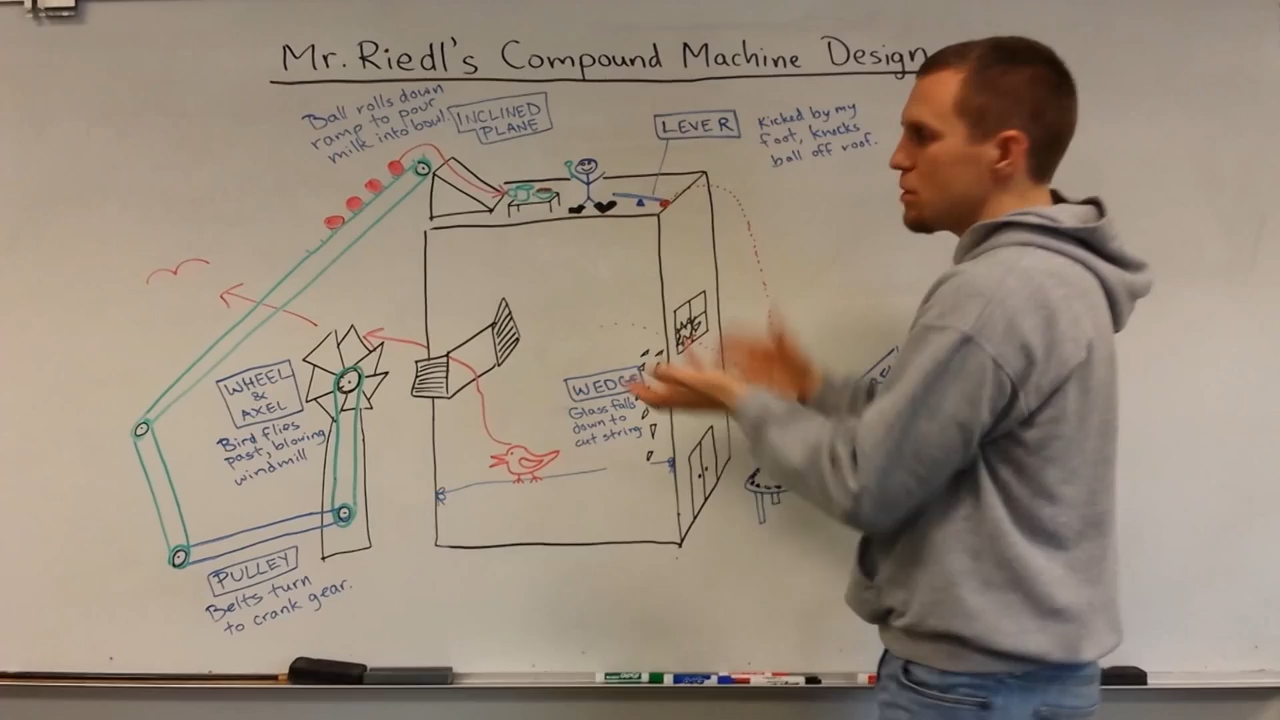 Mr. Riedl's Compound Machine Design
Ball rolls down
ramp to pour
milk into bowl.
INCLINED
PLANE
LEVER
Kicked by my
foot, knocks
ball off roof.
WHEEL
&
AXEL
Bird flies
past, blowing
windmill
WEDGE
Glass falls
down to
cut string
PULLEY
Belts turn
to crank gear.